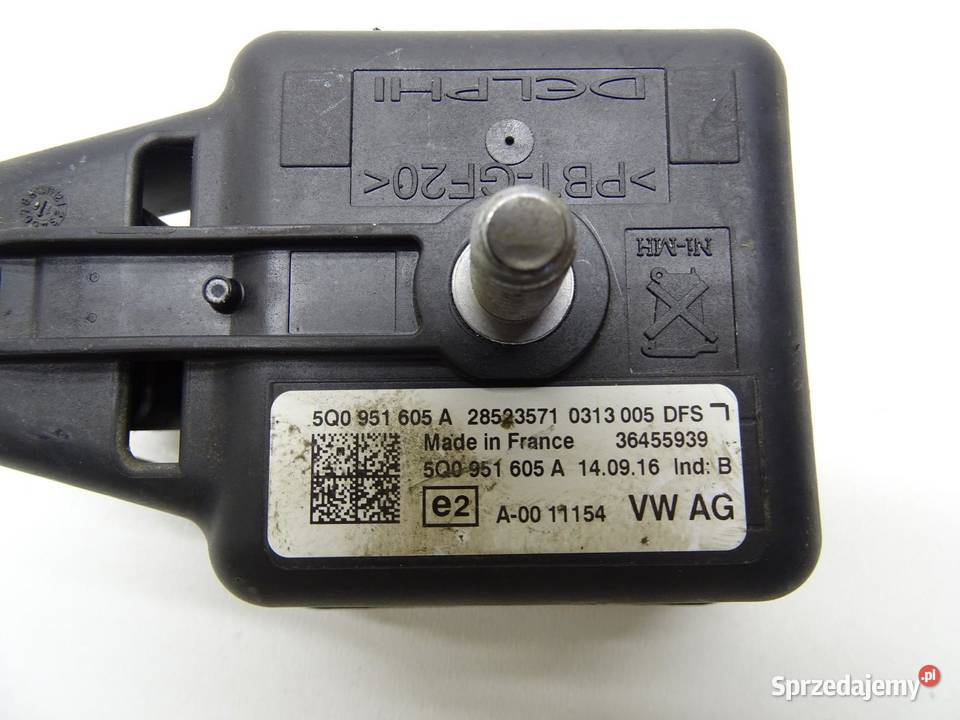 DELPHI
>PBT-GF20<
Ni-MH
5Q0 951 605 A 28523571 0313 005 DFS
Made in France 36455939
5Q0 951 605 A 14.09.16 Ind: B
e2 A-00 11154 VW AG
Sprzedajemy.pl